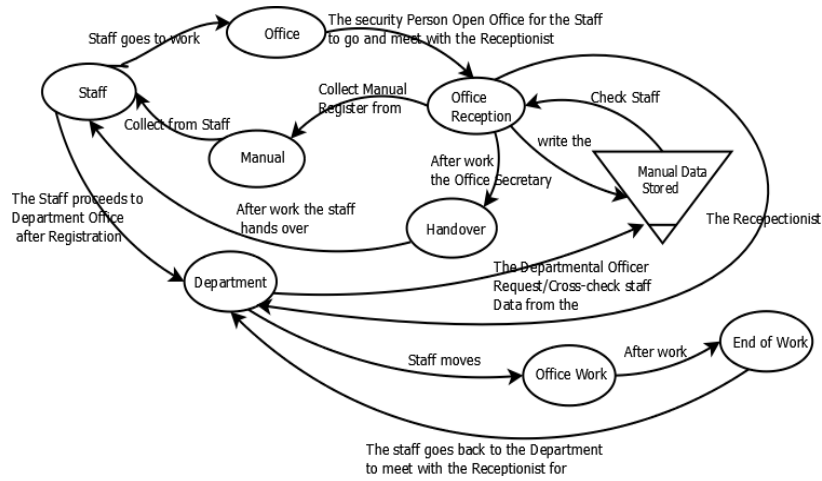 The security Person Open Office for the Staff
to go and meet with the Receptionist
Staff goes to work
Office
Staff
Collect Manual
Register from
Office
Reception
Check Staff
Collect from Staff
Manual
write the
Manual Data
Stored
After work
the Office Secretary
The Staff proceeds to
Department Office
after Registration
After work the staff
hands over
Handover
The Recepectionist
Department
The Departmental Officer
Request/Cross-check staff
Data from the
Staff moves
Office Work
After work
End of Work
The staff goes back to the Department
to meet with the Receptionist for